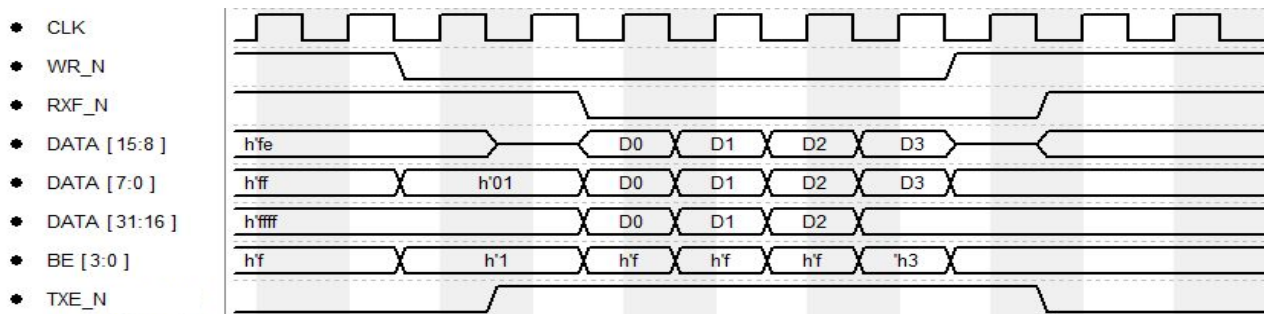 CLK
WR_N
RXF_N
DATA [ 15:8 ] h'fe D0 D1 D2 D3
DATA [ 7:0 ] h'ff h'01 D0 D1 D2 D3
DATA [ 31:16 ] h'ffff D0 D1 D2
BE [ 3:0 ] h'f h'1 h'f h'f h'f 'h3
TXE_N